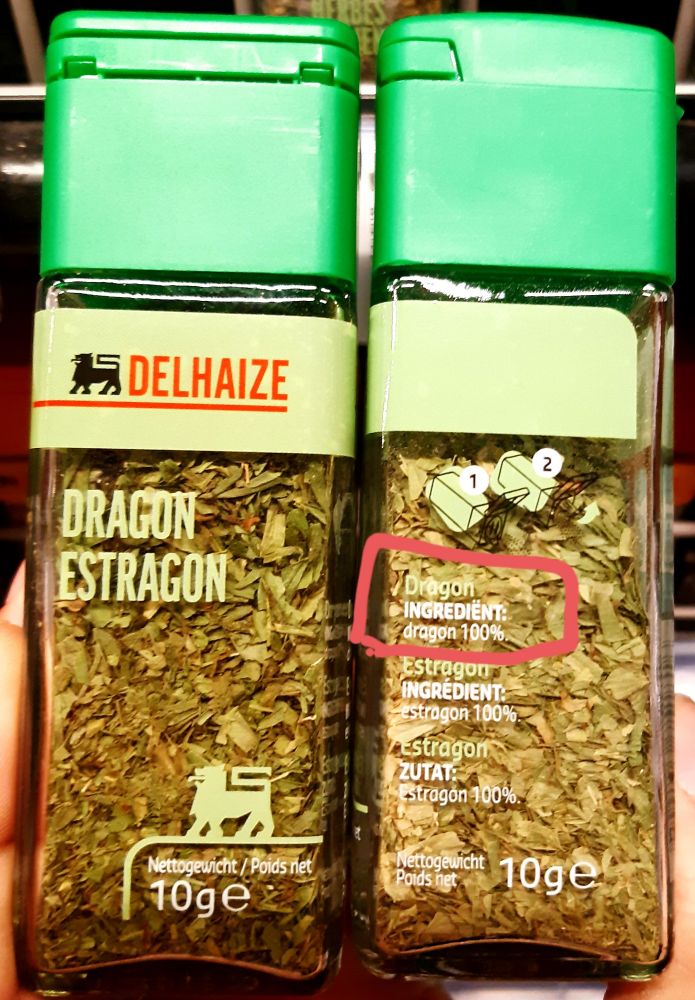 HERBES
DELHAIZE
DRAGON
ESTRAGON
Nettogewicht / Poids net
10g℮
1
2
Dragon
INGREDIËNT:
dragon 100%.
Estragon
INGRÉDIENT:
estragon 100%.
Estragon
ZUTAT:
Estragon 100%.
Nettogewicht
Poids net
10g℮